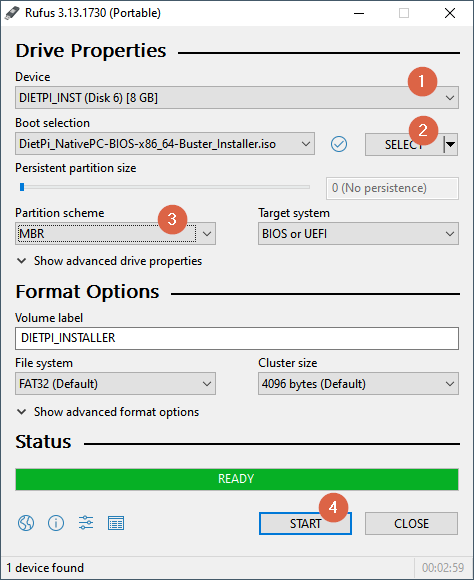 Rufus 3.13.1730 (Portable)
Drive Properties
Device
1
DIETPI_INST (Disk 6) [8 GB]
Boot selection
2
DietPi_NativePC-BIOS-x86_64-Buster_Installer.iso
SELECT
Persistent partition size
0 (No persistence)
Partition scheme
3
Target system
MBR
BIOS or UEFI
Show advanced drive properties
Format Options
Volume label
DIETPI_INSTALLER
File system
Cluster size
FAT32 (Default)
4096 bytes (Default)
Show advanced format options
Status
READY
4
START
CLOSE
1 device found
00:02:59